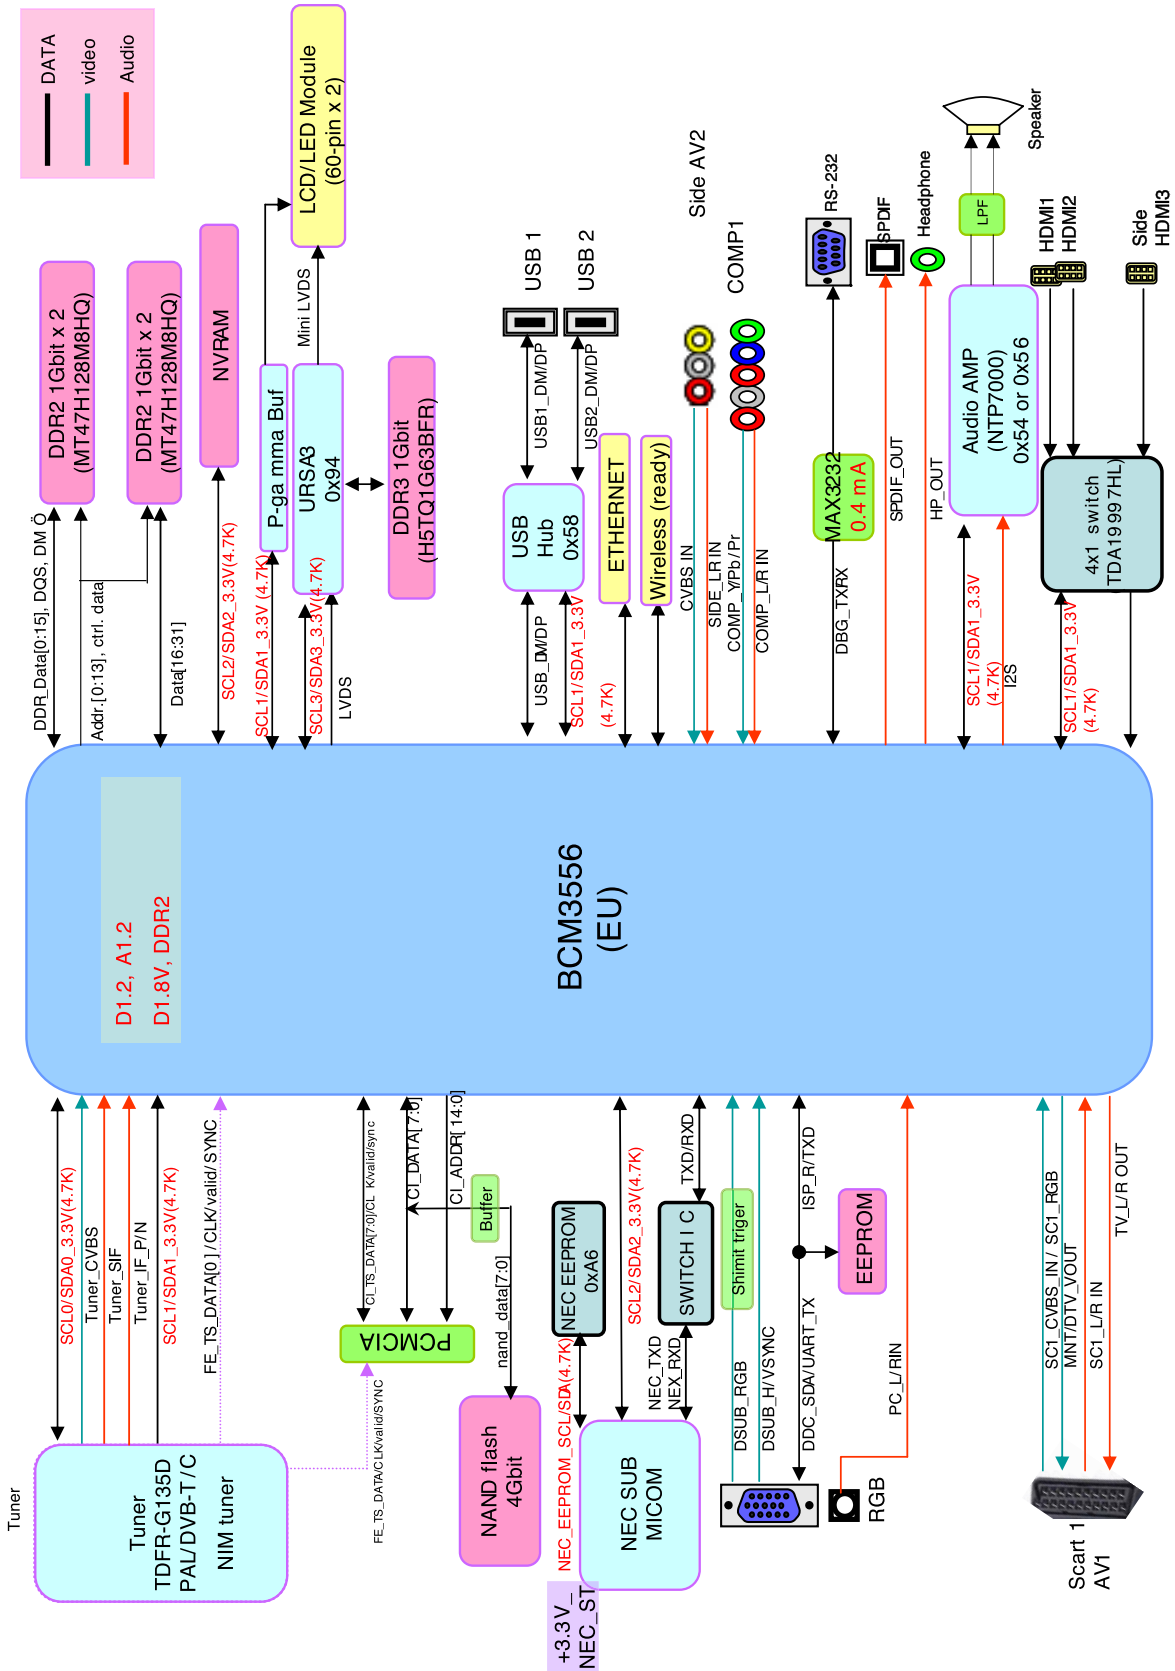 DATA
video
Audio
LCD/LED Module
(60-pin x 2)
DDR2 1Gbit x 2
(MT47H128M8HQ)
DDR2 1Gbit x 2
(MT47H128M8HQ)
NVRAM
P-ga mma Buf
URSA3
0x94
Mini LVDS
DDR3 1Gbit
(H5TQ1G63BFR)
USB 1
USB 2
USB1_DM/DP
USB2_DM/DP
USB
Hub
0x58
ETHERNET
Wireless (ready)
Side AV2
COMP1
RS-232
SPDIF
Headphone
Speaker
LPF
HDMI1
HDMI2
Side
HDMI3
MAX3232
0.4 mA
Audio AMP
(NTP7000)
0x54 or 0x56
4x1 switch
TDA1999 7HL)
DDR_Data[0:15], DQS, DM Ö
Addr.[0:13], ctrl. data
Data[16:31]
SCL2/SDA2_3.3V(4.7K)
SCL1/SDA1_3.3V (4.7K)
SCL3/SDA3_3.3V(4.7K)
LVDS
USB_DM/DP
SCL1/SDA1_3.3V
(4.7K)
CVBS IN
SIDE_LR IN
COMP_Y/Pb/Pr
COMP_L/R IN
DBG_TXRX
SPDIF_OUT
HP_OUT
SCL1/SDA1_3.3V
(4.7K)
I2S
SCL1/SDA1_3.3V
(4.7K)
D1.2, A1.2
D1.8V, DDR2
BCM3556
(EU)
SCL0/SDA0_3.3V(4.7K)
Tuner_CVBS
Tuner_SIF
Tuner_IF_P/N
SCL1/SDA1_3.3V(4.7K)
FE_TS_DATA[0]/CLK/valid/SYNC
CI_TS_DATA[7:0]/CL K/valid/sync
CI_DATA[7:0]
CI_ADDR[14:0]
Buffer
nand_data[7:0]
PCMCIA
FE_TS_DATA/CLK/valid/SYNC
NEC EEPROM
0xA6
SCL2/SDA2_3.3V(4.7K)
TXD/RXD
SWITCH I C
Shimit triger
ISP_R/TXD
EEPROM
NEC_TXD
NEX_RXD
NEC_EEPROM_SCL/SDA(4.7K)
DSUB_RGB
DSUB_H/VSYNC
DDC_SDA/UART_TX
PC_L/RIN
SC1_CVBS_IN / SC1_RGB
MNT/DTV_VOUT
SC1_L/R IN
TV_L/R OUT
Tuner
Tuner
TDFR-G135D
PAL/DVB-T/C
NIM tuner
NAND flash
4Gbit
NEC SUB
MICOM
+3.3V_
NEC_ST
RGB
Scart 1
AV1